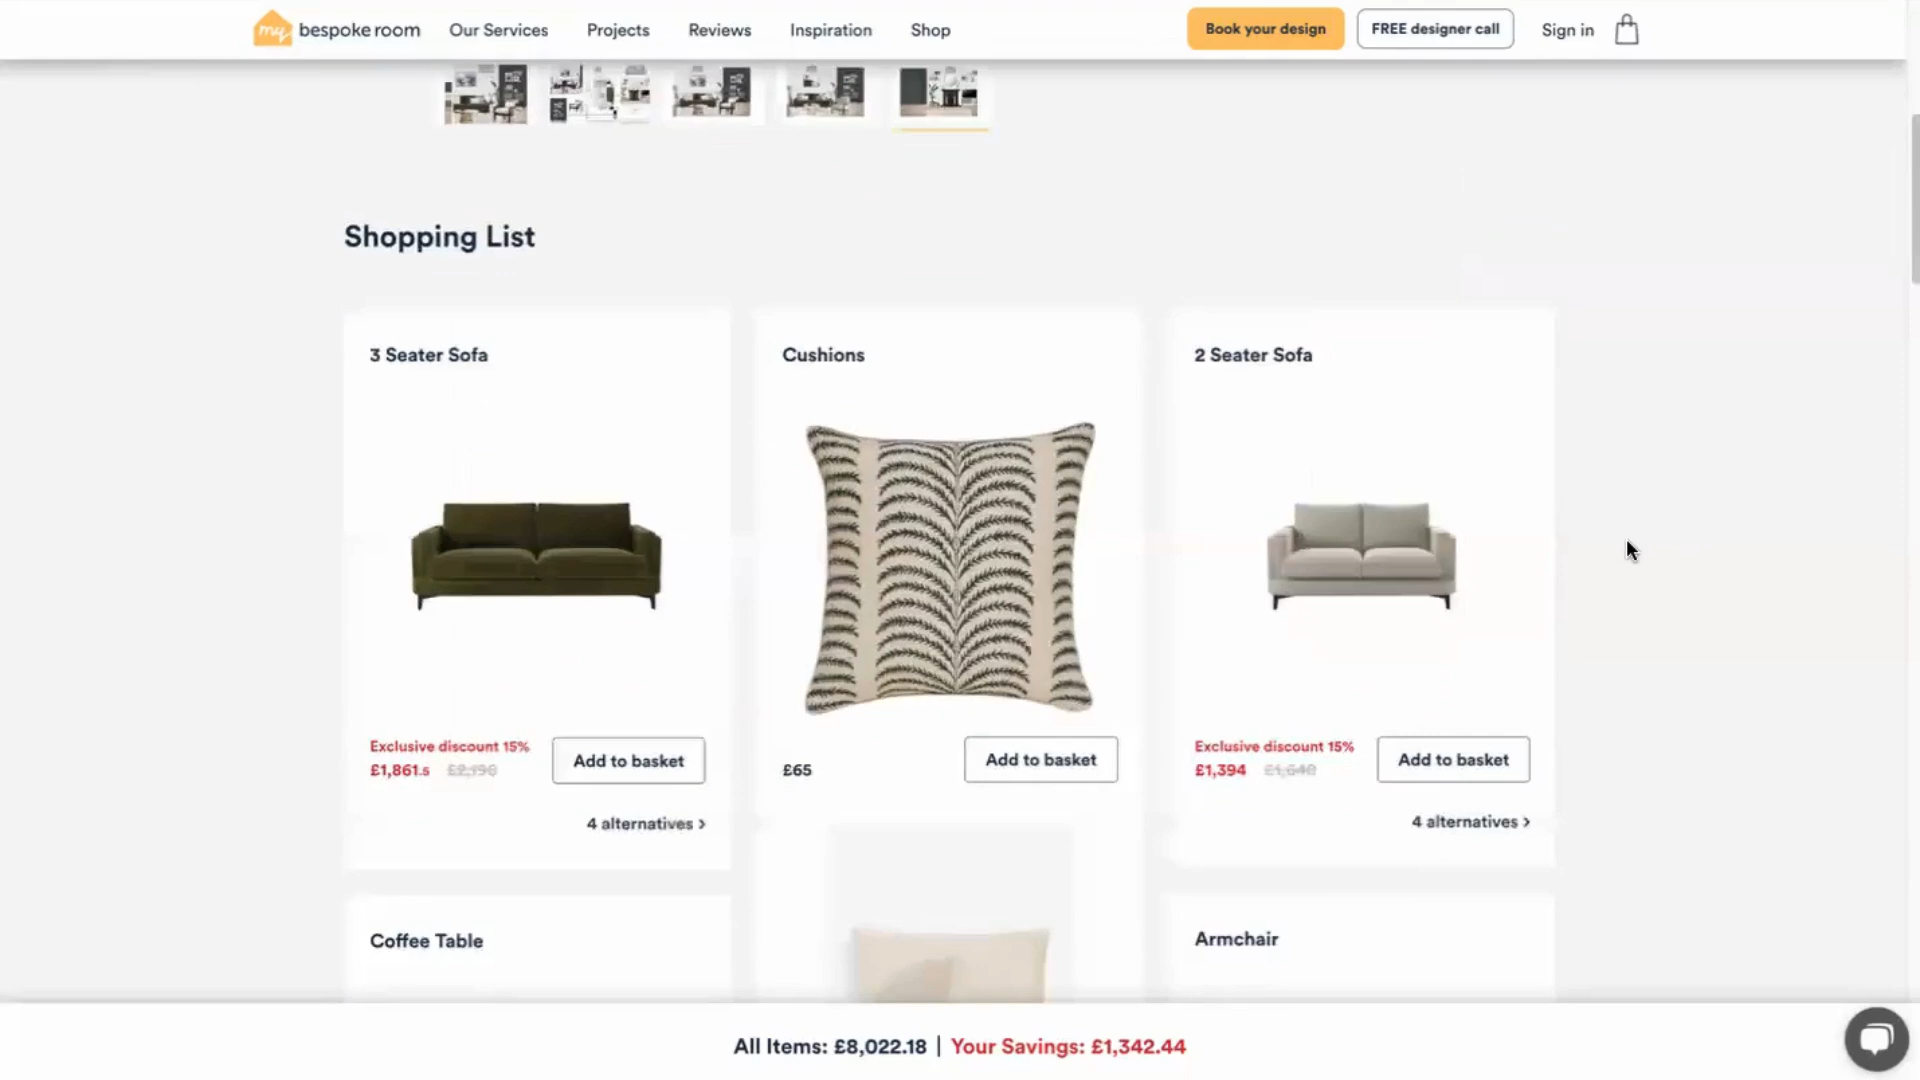 my bespoke room Our Services Projects Reviews Inspiration Shop Book your design FREE designer call Sign in
Shopping List
3 Seater Sofa
Cushions
2 Seater Sofa
Exclusive discount 15%
£1,861.5 £2,190
Add to basket
4 alternatives >
£65
Add to basket
Exclusive discount 15%
£1,394 £1,640
Add to basket
4 alternatives >
Coffee Table
Armchair
All Items: £8,022.18 | Your Savings: £1,342.44